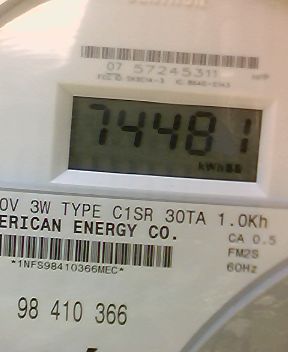 07 57245311
74481
kWh
0V 3W TYPE C1SR 30TA 1.0Kh
ERICAN ENERGY CO.
CA 0.5
*1NFS98410366MEC*
FM2S
60Hz
98 410 366